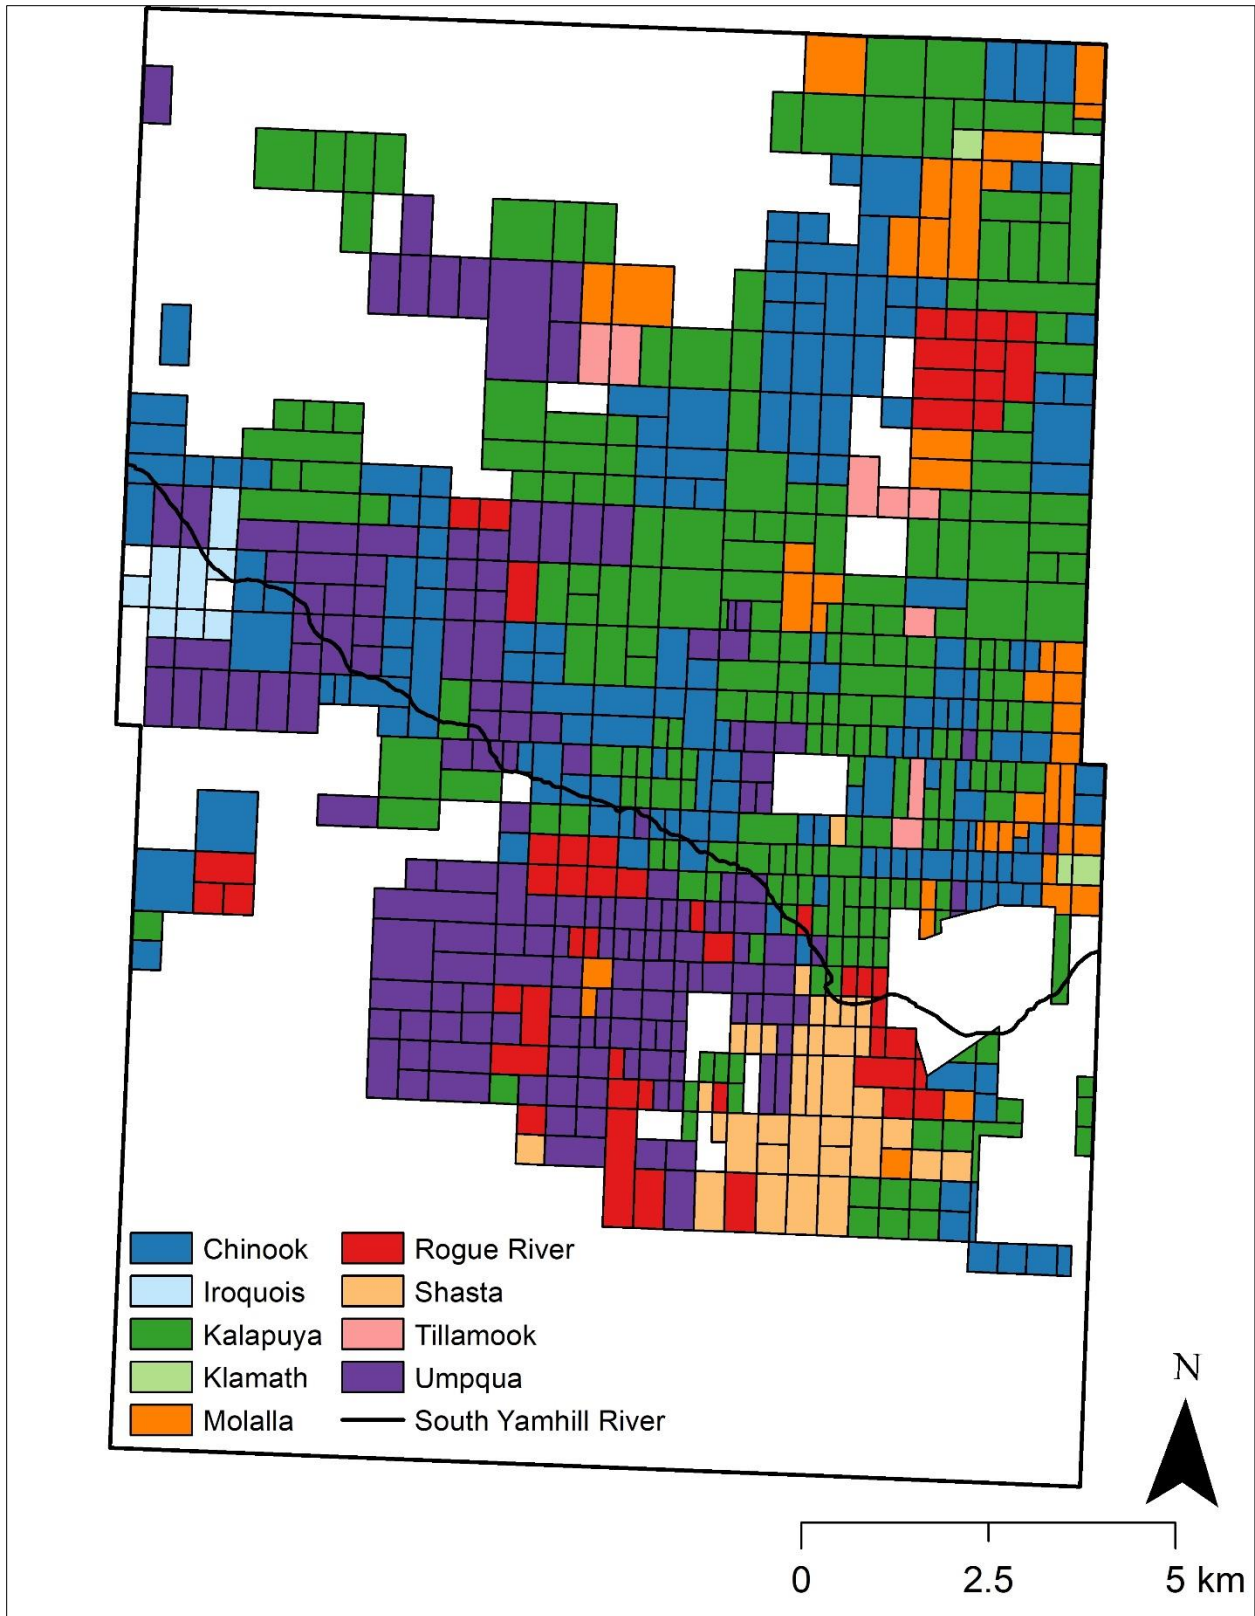 Chinook
Iroquois
Kalapuya
Klamath
Molalla
Rogue River
Shasta
Tillamook
Umpqua
South Yamhill River
N
0 2.5 5 km